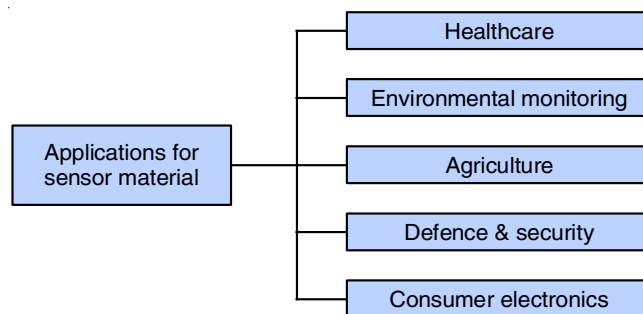 Healthcare
Environmental monitoring
Applications for
sensor material
Agriculture
Defence & security
Consumer electronics